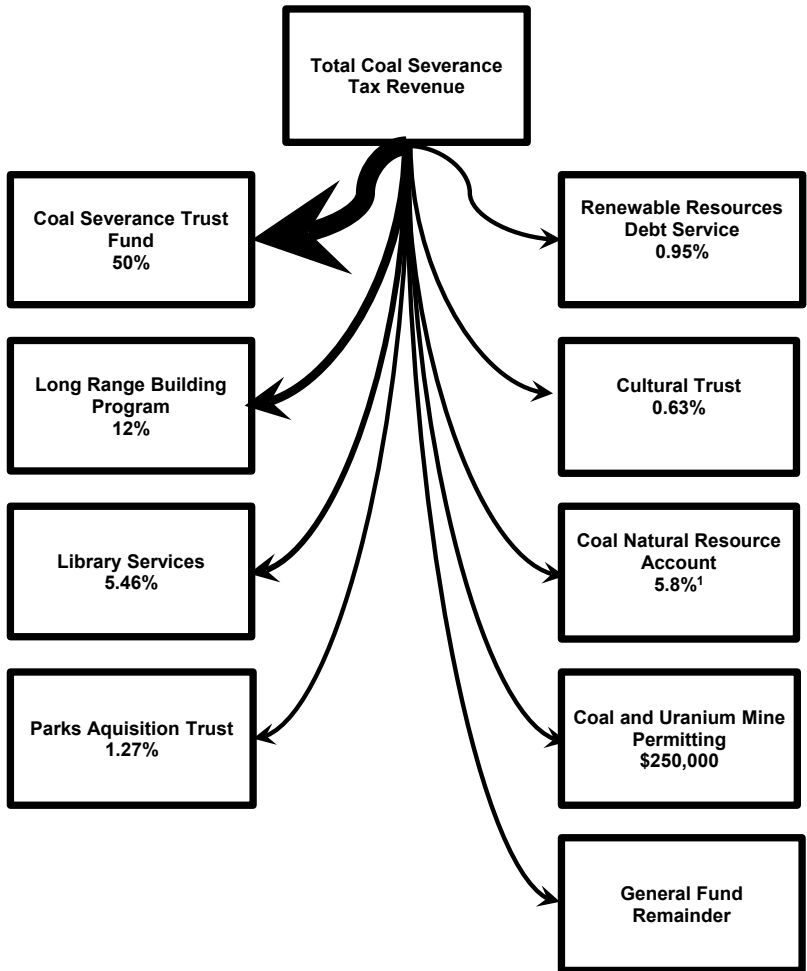 Total Coal Severance
Tax Revenue
Coal Severance Trust
Fund
50%
Renewable Resources
Debt Service
0.95%
Long Range Building
Program
12%
Cultural Trust
0.63%
Library Services
5.46%
Coal Natural Resource
Account
5.8%¹
Parks Aquisition Trust
1.27%
Coal and Uranium Mine
Permitting
$250,000
General Fund
Remainder